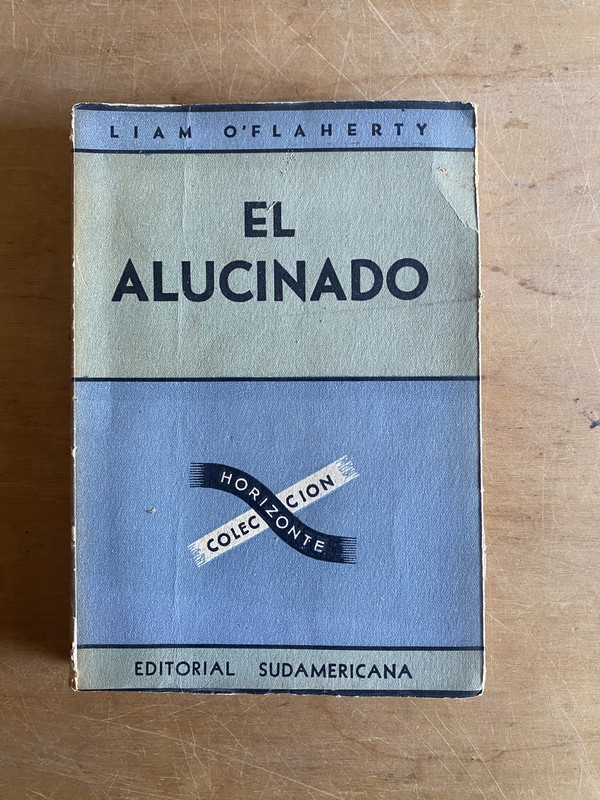 LIAM O'FLAHERTY
EL
ALUCINADO
HORIZONTE
COLECCION
EDITORIAL SUDAMERICANA